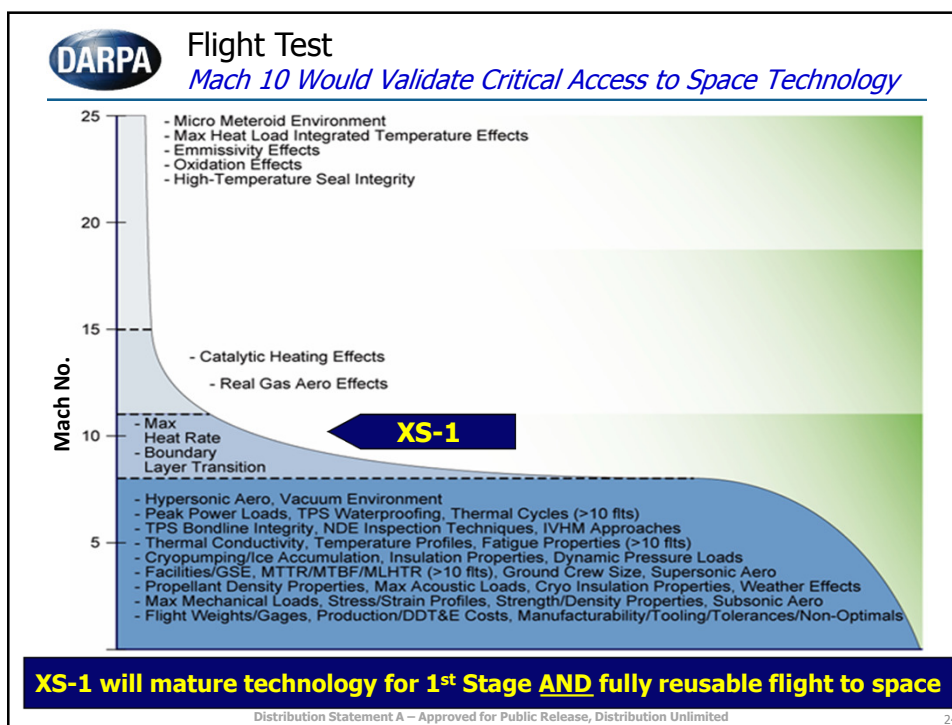 DARPA
Flight Test
Mach 10 Would Validate Critical Access to Space Technology
25
- Micro Meteroid Environment
- Max Heat Load Integrated Temperature Effects
- Emmissivity Effects
- Oxidation Effects
- High-Temperature Seal Integrity
20
15
- Catalytic Heating Effects
- Real Gas Aero Effects
Mach No.
10
- Max
Heat Rate
- Boundary
Layer Transition
XS-1
- Hypersonic Aero, Vacuum Environment
- Peak Power Loads, TPS Waterproofing, Thermal Cycles (>10 flts)
- TPS Bondline Integrity, NDE Inspection Techniques, IVHM Approaches
5
- Thermal Conductivity, Temperature Profiles, Fatigue Properties (>10 flts)
- Cryopumping/Ice Accumulation, Insulation Properties, Dynamic Pressure Loads
- Facilities/GSE, MTTR/MTBF/MLHTR (>10 flts), Ground Crew Size, Supersonic Aero
- Propellant Density Properties, Max Acoustic Loads, Cryo Insulation Properties, Weather Effects
- Max Mechanical Loads, Stress/Strain Profiles, Strength/Density Properties, Subsonic Aero
- Flight Weights/Gages, Production/DDT&E Costs, Manufacturability/Tooling/Tolerances/Non-Optimals
XS-1 will mature technology for 1st Stage AND fully reusable flight to space
Distribution Statement A – Approved for Public Release, Distribution Unlimited
2